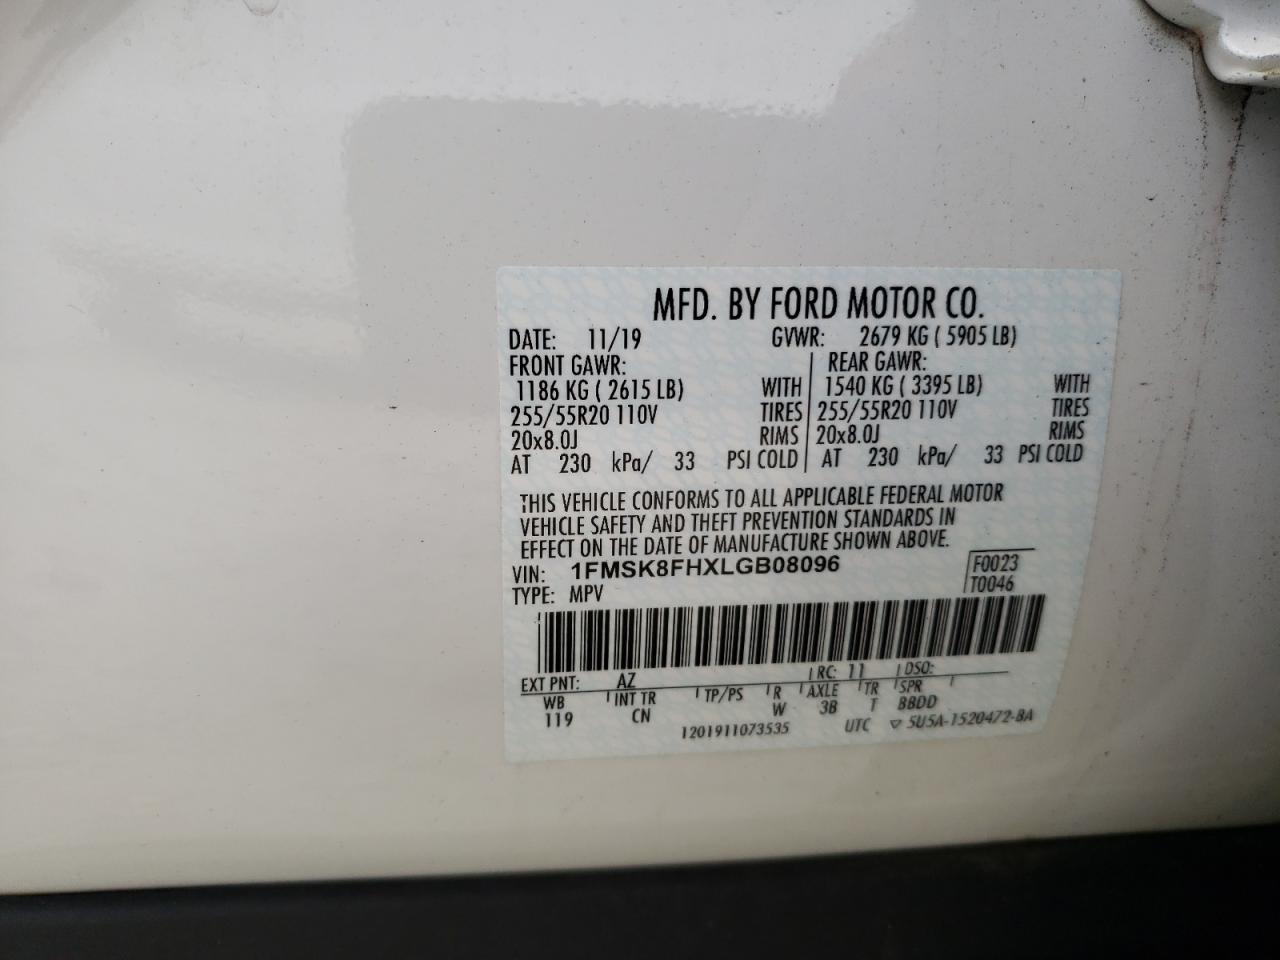 MFD. BY FORD MOTOR CO.
DATE: 11/19 GVWR: 2679 KG ( 5905 LB)
FRONT GAWR: REAR GAWR:
1186 KG ( 2615 LB) WITH 1540 KG ( 3395 LB) WITH
255/55R20 110V TIRES 255/55R20 110V TIRES
20x8.0J RIMS 20x8.0J RIMS
AT 230 kPa/ 33 PSI COLD AT 230 kPa/ 33 PSI COLD
THIS VEHICLE CONFORMS TO ALL APPLICABLE FEDERAL MOTOR
VEHICLE SAFETY AND THEFT PREVENTION STANDARDS IN
EFFECT ON THE DATE OF MANUFACTURE SHOWN ABOVE.
VIN: 1FMSK8FHXLGB08096 F0023
TYPE: MPV T0046
EXT PNT: AZ RC: 11 DSO:
WB INT TR TP/PS R AXLE TR SPR
119 CN W 3B T BBDD
1201911073535 UTC ▽ 5U5A-1520472-BA